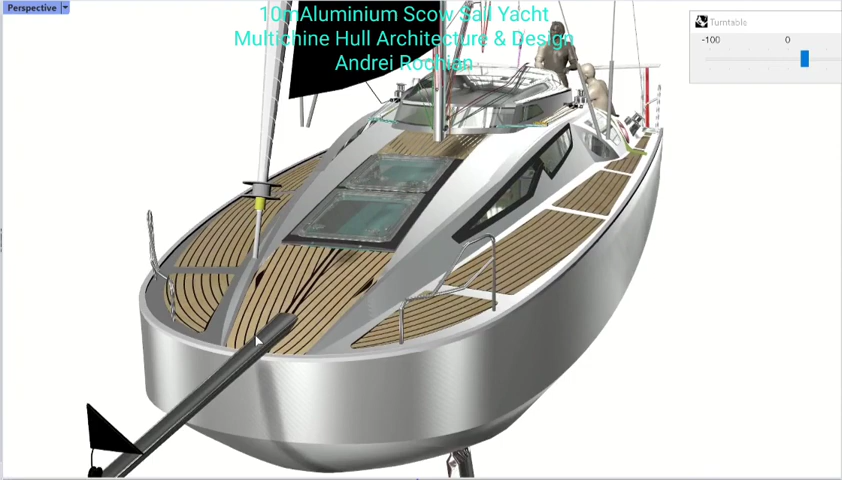 Perspective
10mAluminium Scow Sail Yacht
Multichine Hull Architecture & Design
Andrei Rochian
Turntable
-100
0